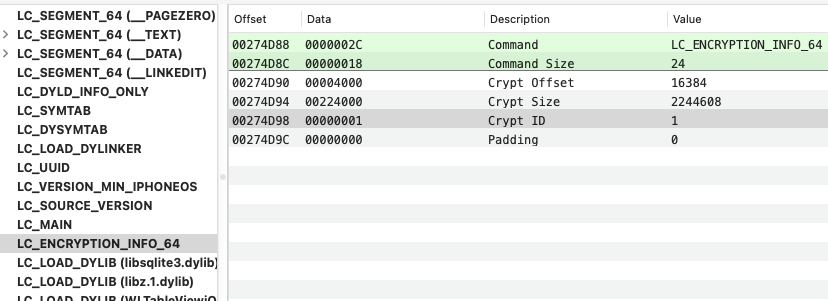 LC_SEGMENT_64 (__PAGEZERO)
LC_SEGMENT_64 (__TEXT)
LC_SEGMENT_64 (__DATA)
LC_SEGMENT_64 (__LINKEDIT)
LC_DYLD_INFO_ONLY
LC_SYMTAB
LC_DYSYMTAB
LC_LOAD_DYLINKER
LC_UUID
LC_VERSION_MIN_IPHONEOS
LC_SOURCE_VERSION
LC_MAIN
LC_ENCRYPTION_INFO_64
LC_LOAD_DYLIB (libsqlite3.dylib)
LC_LOAD_DYLIB (libz.1.dylib)
LC_LOAD_DYLIB
Offset Data Description Value
00274D88 0000002C Command LC_ENCRYPTION_INFO_64
00274D8C 00000018 Command Size 24
00274D90 00004000 Crypt Offset 16384
00274D94 00224000 Crypt Size 2244608
00274D98 00000001 Crypt ID 1
00274D9C 00000000 Padding 0